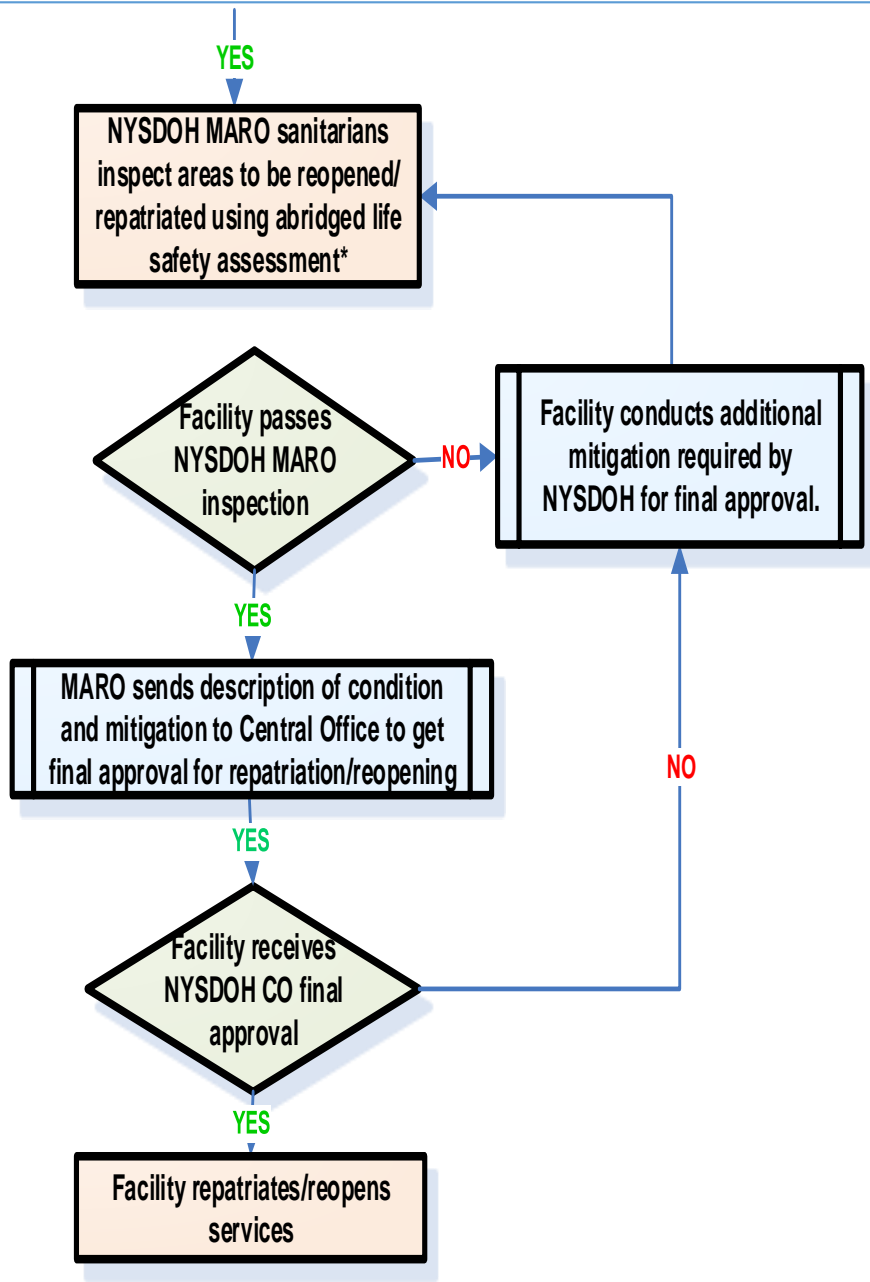 YES
NYSDOH MARO sanitarians
inspect areas to be reopened/
repatriated using abridged life
safety assessment*
Facility passes
NYSDOH MARO
inspection
NO
Facility conducts additional
mitigation required by
NYSDOH for final approval.
YES
MARO sends description of condition
and mitigation to Central Office to get
final approval for repatriation/reopening
NO
YES
Facility receives
NYSDOH CO final
approval
YES
Facility repatriates/reopens
services